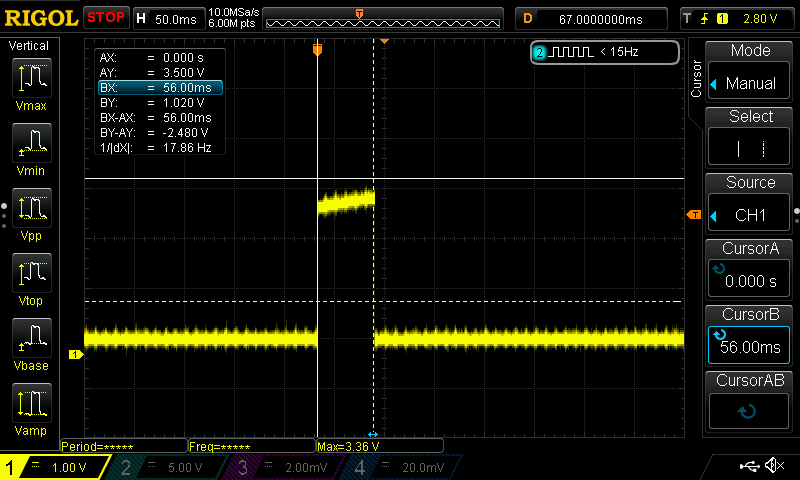 RIGOL STOP H 50.0ms 10.0MSa/s 6.00M pts T D 67.0000000ms T 1 2.80 V
Vertical
Vmax
Vmin
Vpp
Vtop
Vbase
Vamp
AX: = 0.000 s
AY: = 3.500 V
BX: = 56.00ms
BY: = 1.020 V
BX-AX: = 56.00ms
BY-AY: = -2.480 V
1/|dX|: = 17.86 Hz
2 < 15Hz
T
T
1
Cursor
Mode
Manual
Select
Source
CH1
CursorA
0.000 s
CursorB
56.00ms
CursorAB
Period=***** Freq=***** Max=3.36 V
1 = 1.00 V 2 = 5.00 V 3 = 2.00mV 4 = 20.0mV